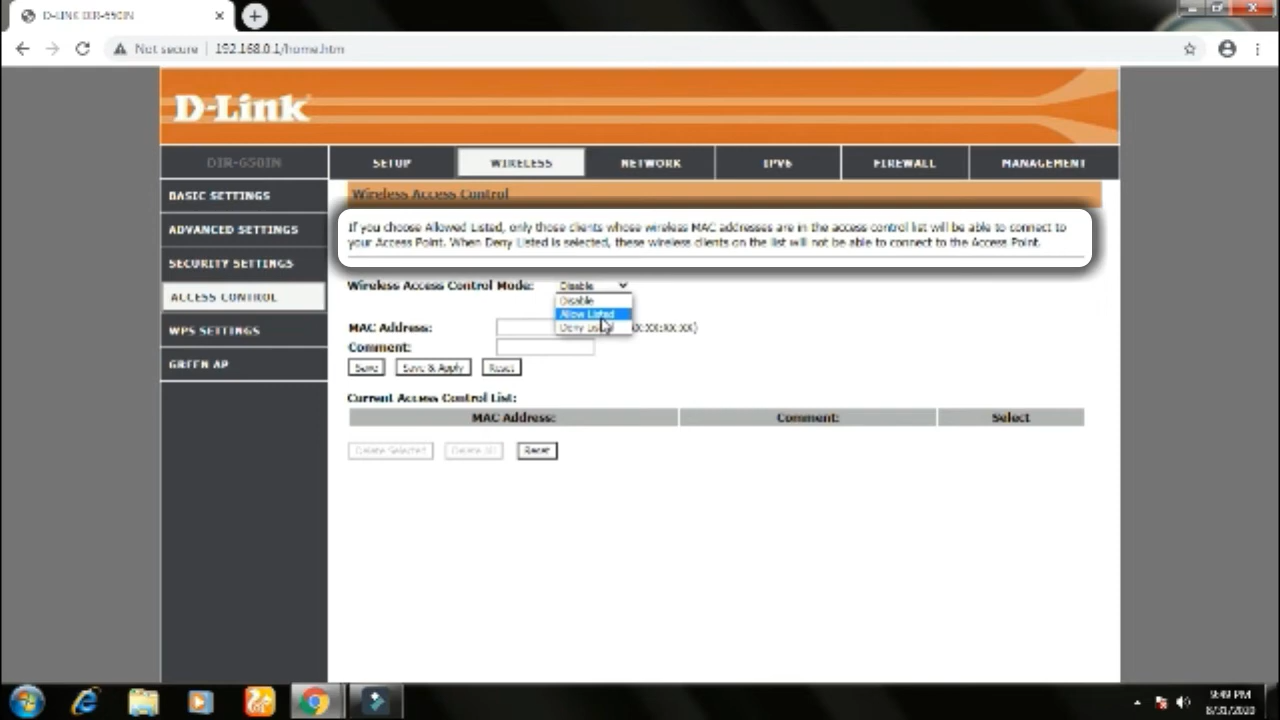 D-LINK DIR-650IN
Not secure | 192.168.0.1/home.htm
D-Link
DIR-650IN
SETUP
WIRELESS
NETWORK
IPV6
FIREWALL
MANAGEMENT
BASIC SETTINGS
ADVANCED SETTINGS
SECURITY SETTINGS
ACCESS CONTROL
WPS SETTINGS
GREEN AP
Wireless Access Control
If you choose Allowed Listed, only those clients whose wireless MAC addresses are in the access control list will be able to connect to
your Access Point. When Deny Listed is selected, these wireless clients on the list will not be able to connect to the Access Point.
Wireless Access Control Mode: Disable
Disable
Allow Listed
Deny Listed
MAC Address:
Comment:
Save Save & Apply Reset
Current Access Control List:
MAC Address: Comment: Select
Delete Selected Delete All Reset
9:49 PM
8/31/2020